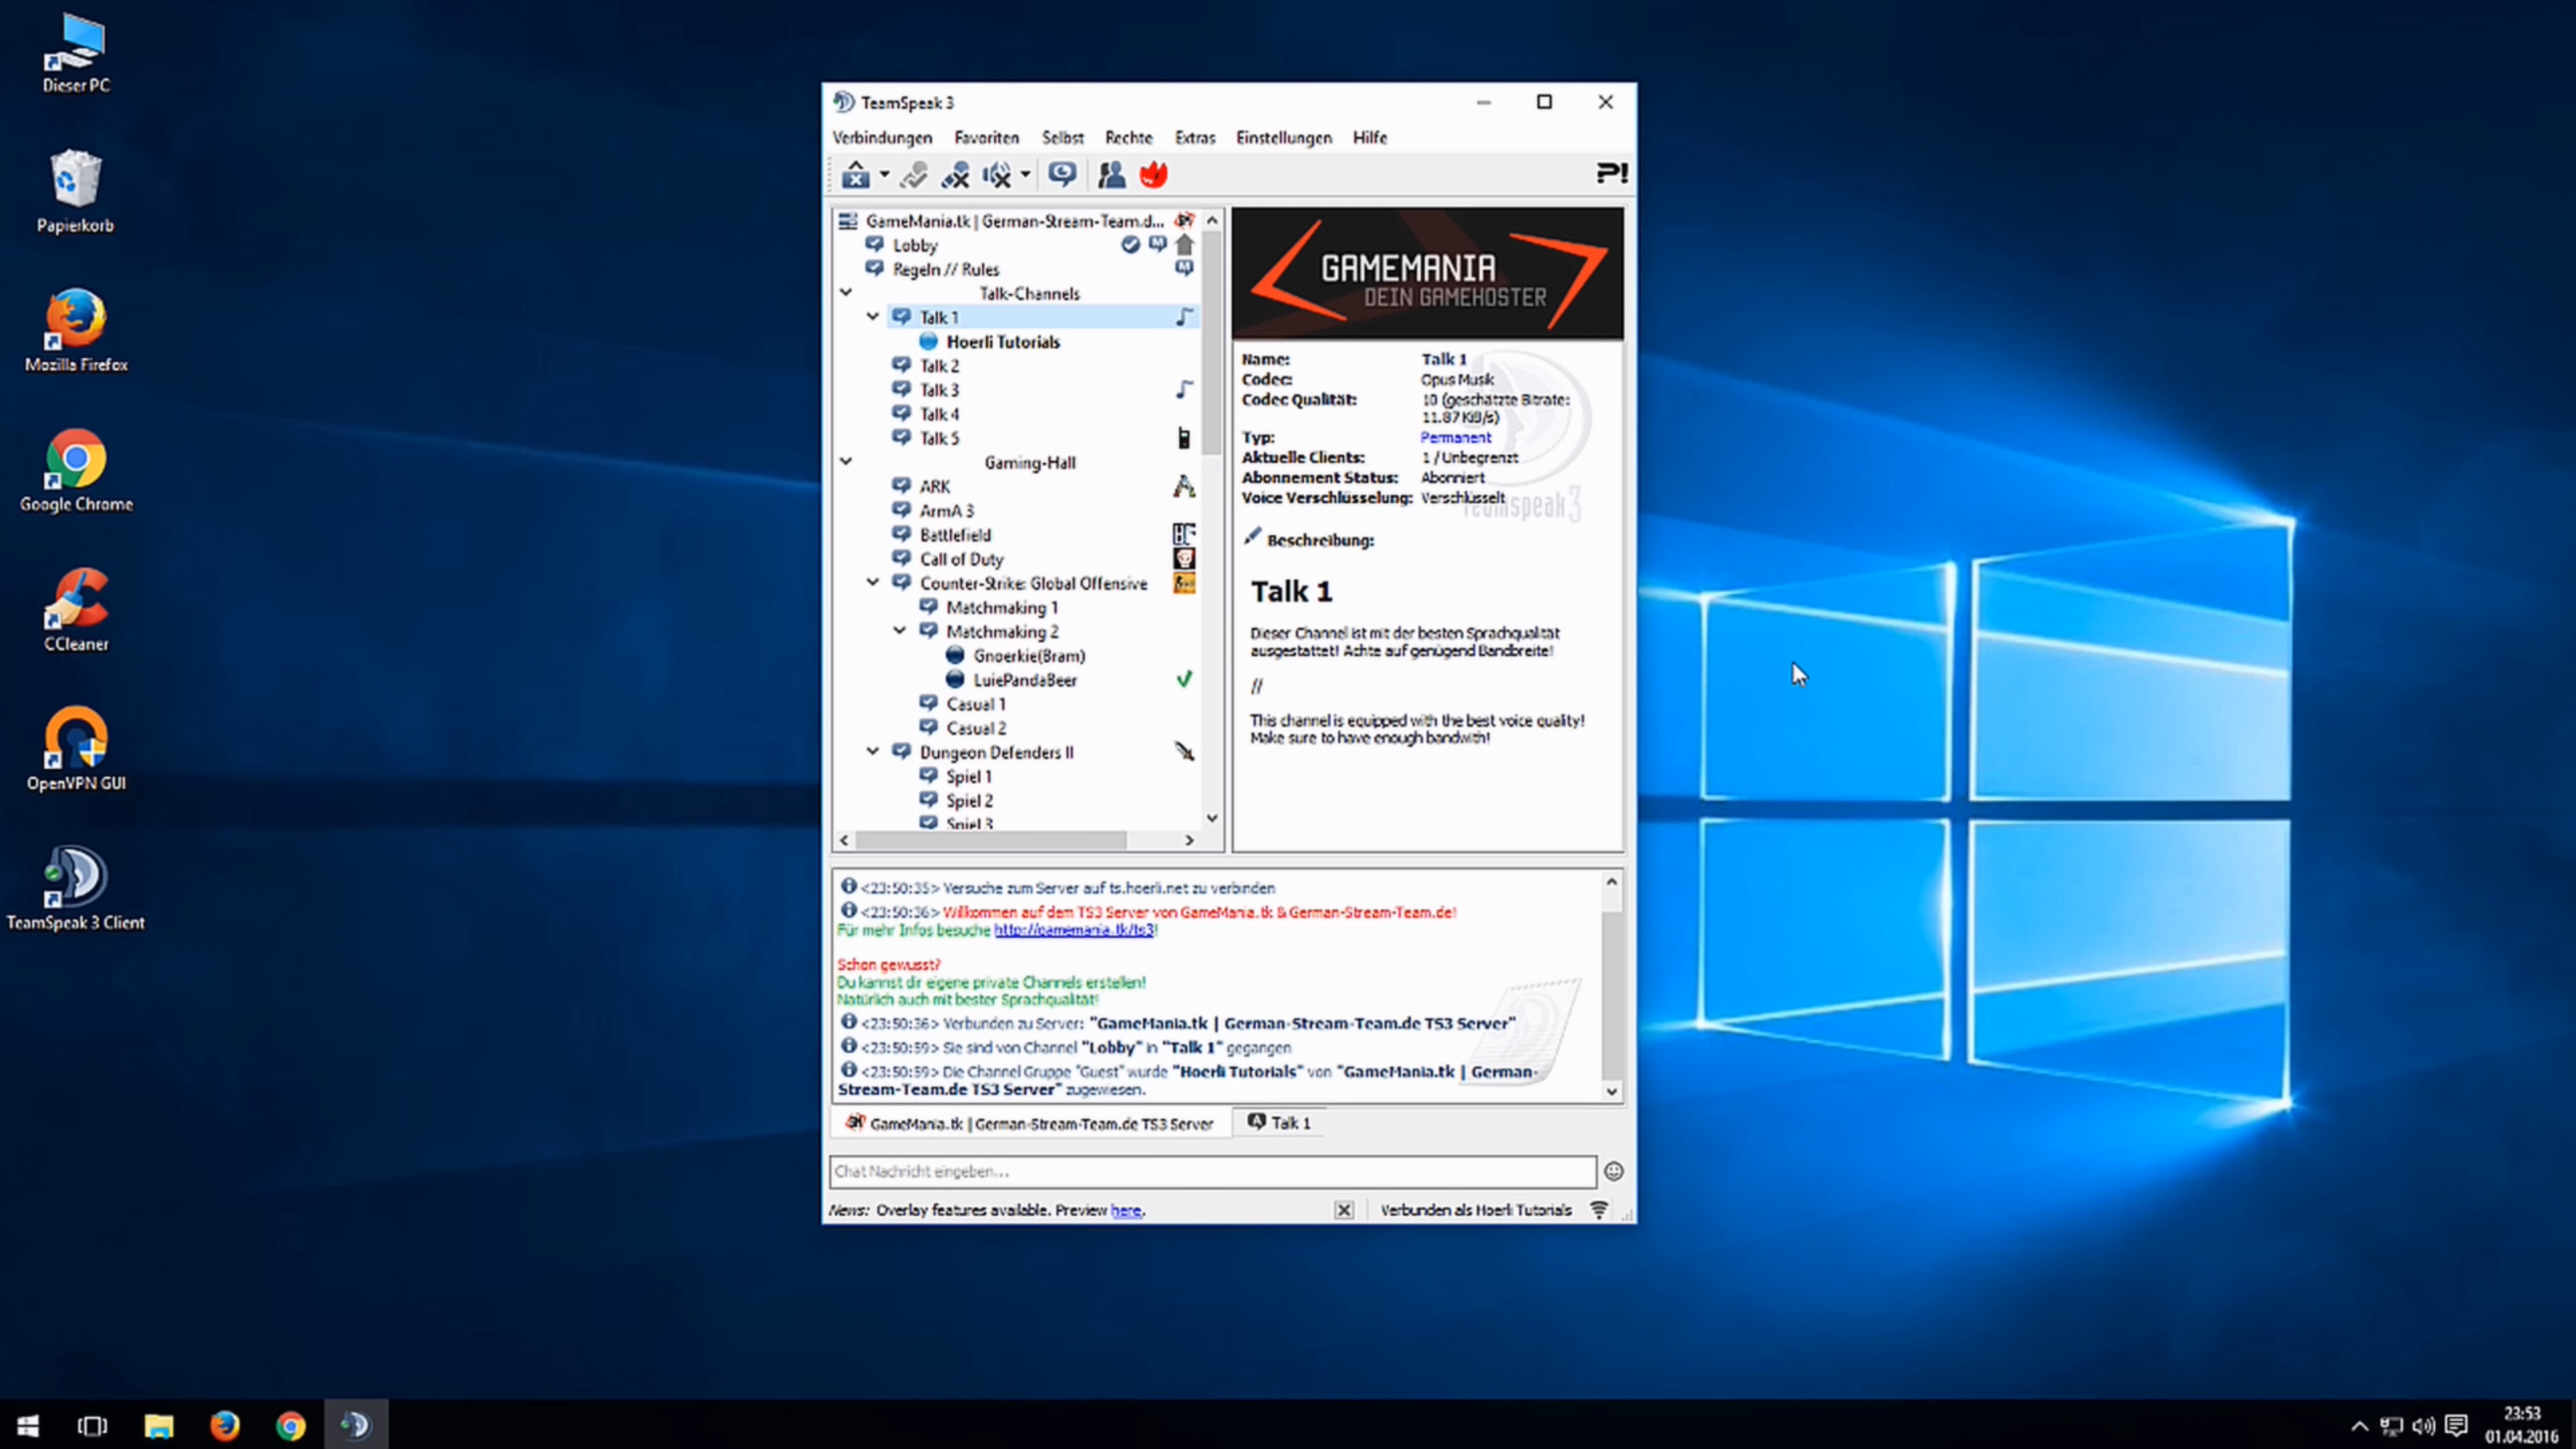 Dieser PC
Papierkorb
Mozilla Firefox
Google Chrome
CCleaner
OpenVPN GUI
TeamSpeak 3 Client
TeamSpeak 3
Verbindungen Favoriten Selbst Rechte Extras Einstellungen Hilfe
GameMania.tk | German-Stream-Team.d...
Lobby
Regeln // Rules
Talk-Channels
Talk 1
Hoerli Tutorials
Talk 2
Talk 3
Talk 4
Talk 5
Gaming-Hall
ARK
ArmA 3
Battlefield
Call of Duty
Counter-Strike: Global Offensive
Matchmaking 1
Matchmaking 2
Gnoerkie(Bram)
LuiePandaBeer
Casual 1
Casual 2
Dungeon Defenders II
Spiel 1
Spiel 2
Spiel 3
GAMEMANIA
DEIN GAMEHOSTER
Name: Talk 1
Codec: Opus Musik
Codec Qualität: 10 (geschätzte Bitrate:
11.87 KiB/s)
Typ: Permanent
Aktuelle Clients: 1 / Unbegrenzt
Abonnement Status: Abonniert
Voice Verschlüsselung: Verschlüsselt
teamspeak 3
Beschreibung:
Talk 1
Dieser Channel ist mit der besten Sprachqualität
ausgestattet! Achte auf genügend Bandbreite!
//
This channel is equipped with the best voice quality!
Make sure to have enough bandwith!
<23:50:35> Versuche zum Server auf ts.hoerli.net zu verbinden
<23:50:36> Willkommen auf dem TS3 Server von GameMania.tk & German-Stream-Team.de!
Für mehr Infos besuche http://gamemania.tk/ts3!
Schon gewusst?
Du kannst dir eigene private Channels erstellen!
Natürlich auch mit bester Sprachqualität!
<23:50:36> Verbunden zu Server: "GameMania.tk | German-Stream-Team.de TS3 Server"
<23:50:59> Sie sind von Channel "Lobby" in "Talk 1" gegangen
<23:50:59> Die Channel Gruppe "Guest" wurde "Hoerli Tutorials" von "GameMania.tk | German-
Stream-Team.de TS3 Server" zugewiesen.
GameMania.tk | German-Stream-Team.de TS3 Server Talk 1
Chat Nachricht eingeben...
News: Overlay features available. Preview here. Verbunden als Hoerli Tutorials
23:53
01.04.2016